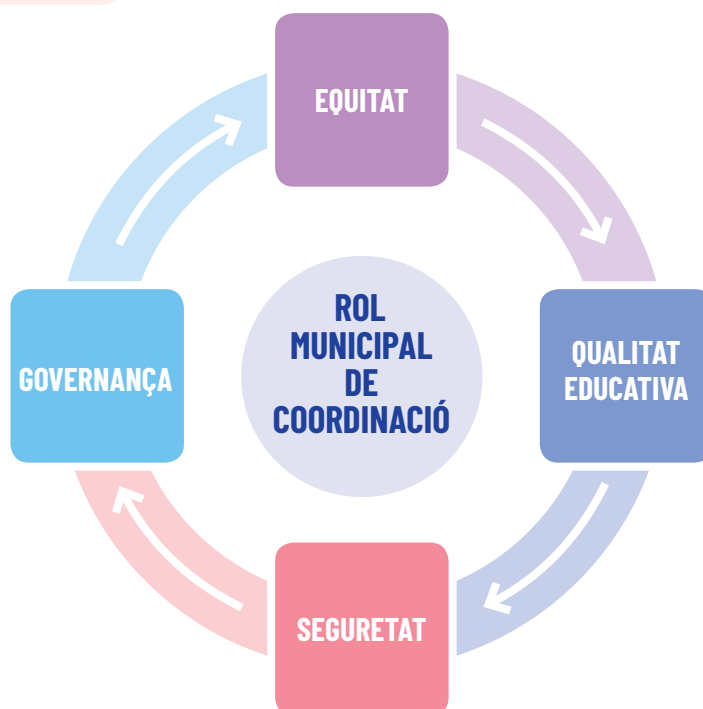 EQUITAT
ROL
MUNICIPAL
DE
COORDINACIÓ
QUALITAT
EDUCATIVA
GOVERNANÇA
SEGURETAT